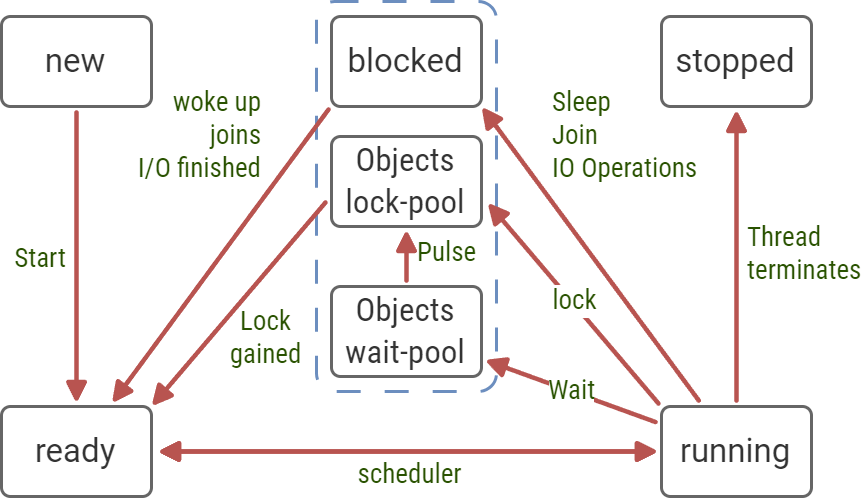 new
blocked
stopped
woke up
joins
I/O finished
Sleep
Join
IO Operations
Objects
lock-pool
Start
Pulse
Thread
terminates
lock
Lock
gained
Objects
wait-pool
Wait
ready
scheduler
running